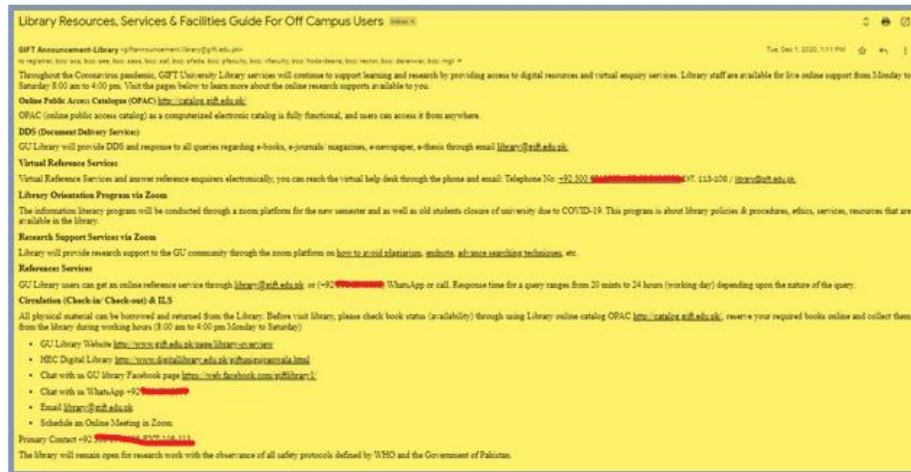 Library Resources, Services & Facilities Guide For Off Campus Users Inbox
GIFT Announcement-Library
Tue, Dec 1, 2020, 1:11 PM
Throughout the Coronavirus pandemic, GIFT University Library services will continue to support learning and research by providing access to digital resources and virtual enquiry services. Library staff are available for live online support from Monday to
Saturday 8:00 am to 4:00 pm. Visit the pages below to learn more about the online research supports available to you.
Online Public Access Catalogue (OPAC) http://catalog.gift.edu.pk/
OPAC (online public access catalog) as a computerized electronic catalog is fully functional, and users can access it from anywhere.
DDS (Document Delivery Services)
GU Library will provide DDS and response to all queries regarding e-books, e-journals/ magazines, e-newspaper, e-thesis through email library@gift.edu.pk.
Virtual Reference Services
Virtual Reference Services and answer reference enquirers electronically, you can reach the virtual help desk through the phone and email: Telephone No: +92 300 / library@gift.edu.pk.
Library Orientation Program via Zoom
The information literacy program will be conducted through a zoom platform for the new semester and as well as old students closure of university due to COVID-19. This program is about library policies & procedures, ethics, services, resources that are
available in the library.
Research Support Services via Zoom
Library will provide research support to the GU community through the zoom platform on how to avoid plagiarism, endnote, advance searching techniques, etc.
References Services
GU Library users can get an online reference service through library@gift.edu.pk or (+92 WhatsApp or call. Response time for a query ranges from 20 mints to 24 hours (working day) depending upon the nature of the query.
Circulation (Check-in/ Check-out) & ILS
All physical material can be borrowed and returned from the Library. Before visit library, please check book status (availability) through using Library online catalog OPAC http://catalog.gift.edu.pk/, reserve your required books online and collect them
from the library during working hours (8:00 am to 4:00 pm Monday to Saturday)
• GU Library Website http://www.gift.edu.pk/page/library-overview
• HEC Digital Library
• Chat with us GU library Facebook page https://web.facebook.com/giftlibrary1/
• Chat with us WhatsApp +92
• Email library@gift.edu.pk
• Schedule an Online Meeting in Zoom
Primary Contact +92
The library will remain open for research work with the observance of all safety protocols defined by WHO and the Government of Pakistan.